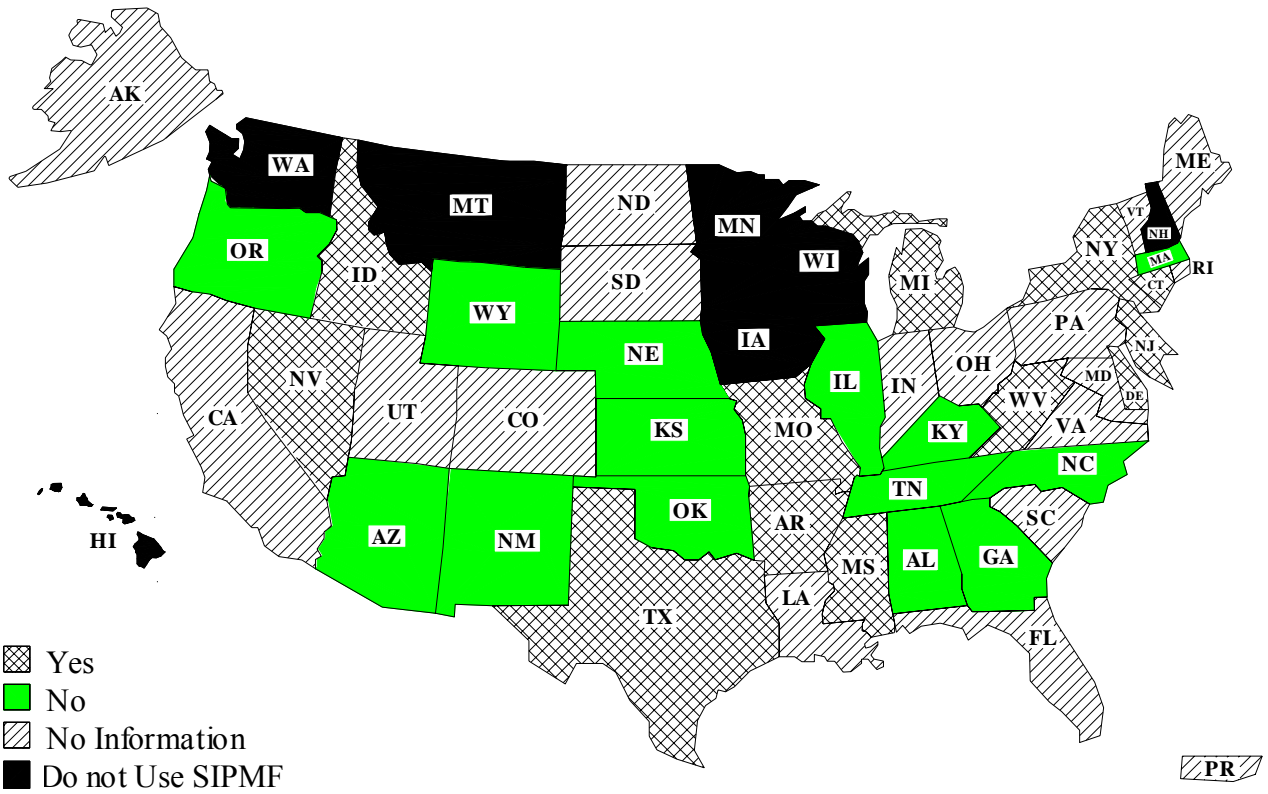 AK
WA
MT
ND
MN
ME
VT
NH
OR
ID
SD
WI
NY
MA
RI
MI
CT
WY
PA
IA
NE
NJ
OH
MD
NV
IL
IN
DE
UT
WV
CA
CO
KS
MO
KY
VA
NC
TN
OK
AR
SC
HI
AZ
NM
AL
GA
MS
LA
TX
FL
Yes
No
No Information
Do not Use SIPMF
PR